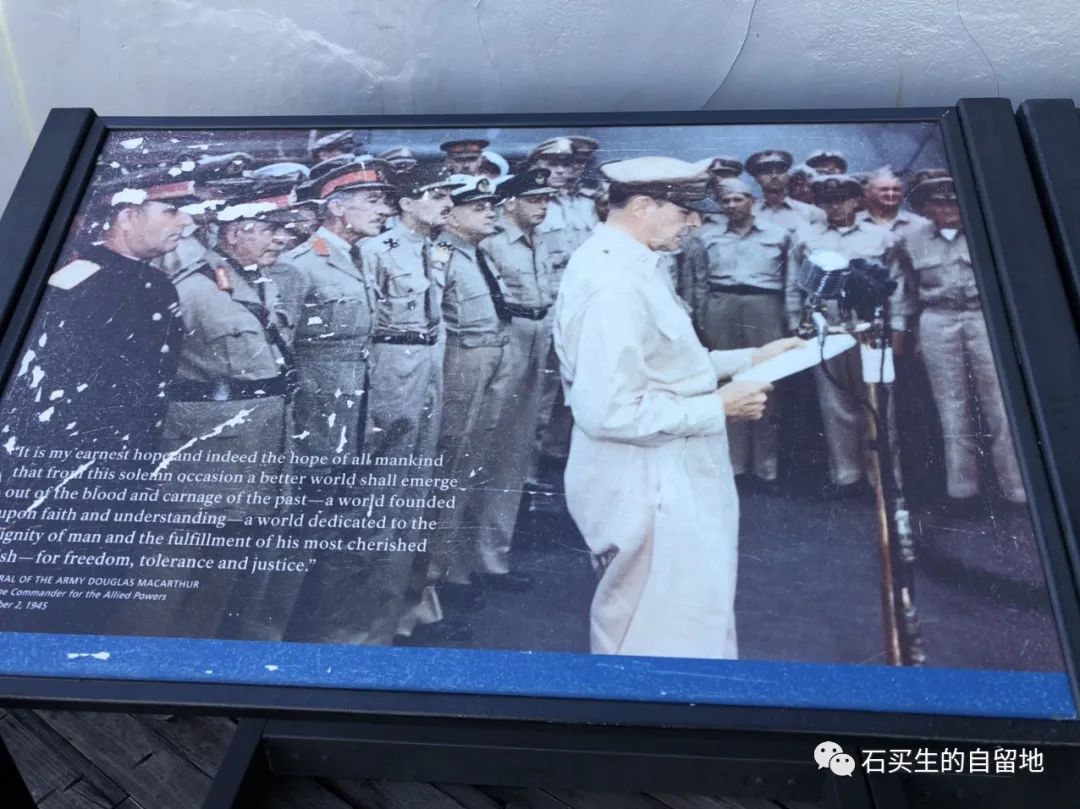 "It is my earnest hope and indeed the hope of all mankind
that from this solemn occasion a better world shall emerge
out of the blood and carnage of the past—a world founded
upon faith and understanding—a world dedicated to the
ignity of man and the fulfillment of his most cherished
sh—for freedom, tolerance and justice."
RAL OF THE ARMY DOUGLAS MACARTHUR
e Commander for the Allied Powers
ber 2, 1945
石买生的自留地